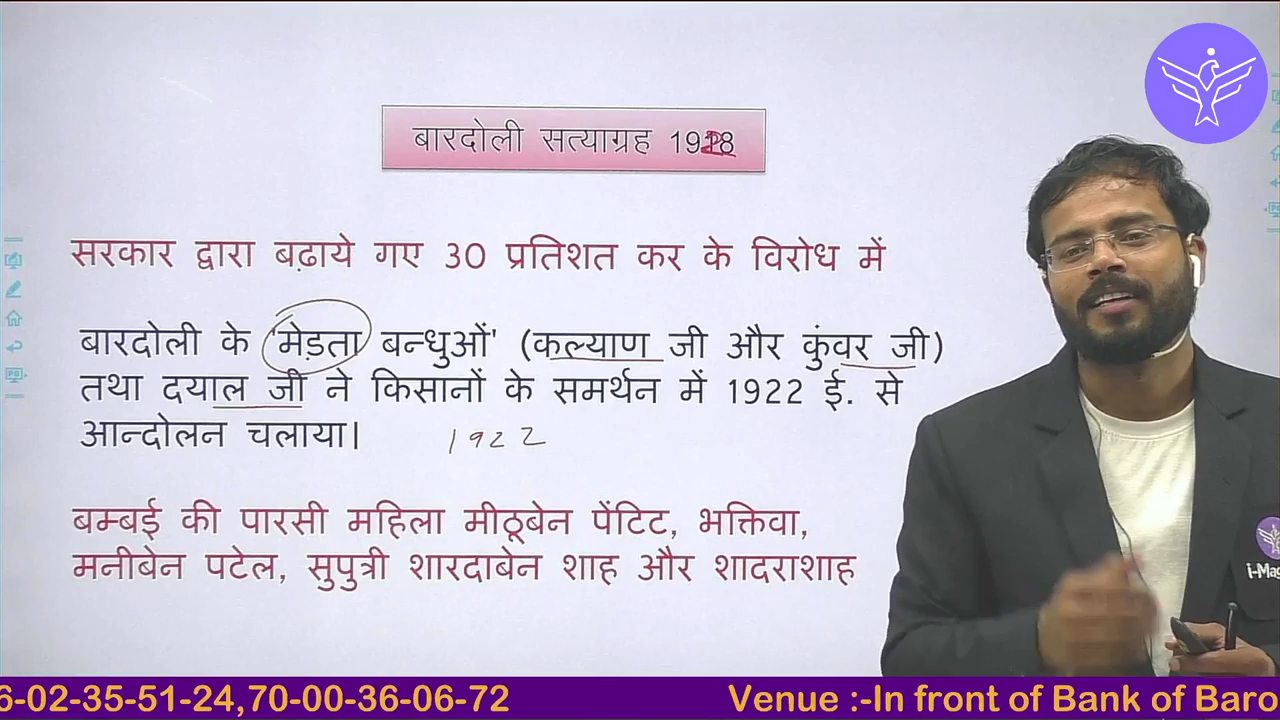 बारदोली सत्याग्रह 1928
सरकार द्वारा बढ़ाये गए 30 प्रतिशत कर के विरोध में
बारदोली के 'मेड़ता बन्धुओं' (कल्याण जी और कुंवर जी)
तथा दयाल जी ने किसानों के समर्थन में 1922 ई. से
आन्दोलन चलाया।
1922
बम्बई की पारसी महिला मीठूबेन पेंटिट, भक्तिवा,
मनीबेन पटेल, सुपुत्री शारदाबेन शाह और शादराशाह
i-Mag
6-02-35-51-24,70-00-36-06-72
Venue :-In front of Bank of Baro